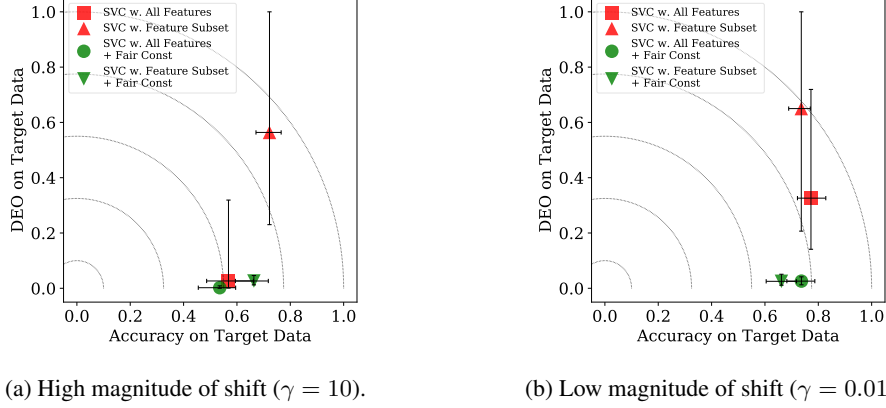 SVC w. All Features
SVC w. Feature Subset
SVC w. All Features
+ Fair Const
SVC w. Feature Subset
+ Fair Const
1.0
0.8
0.6
0.4
0.2
0.0
DEO on Target Data
0.0 0.2 0.4 0.6 0.8 1.0
Accuracy on Target Data
(a) High magnitude of shift (γ = 10).
SVC w. All Features
SVC w. Feature Subset
SVC w. All Features
+ Fair Const
SVC w. Feature Subset
+ Fair Const
1.0
0.8
0.6
0.4
0.2
0.0
DEO on Target Data
0.0 0.2 0.4 0.6 0.8 1.0
Accuracy on Target Data
(b) Low magnitude of shift (γ = 0.01